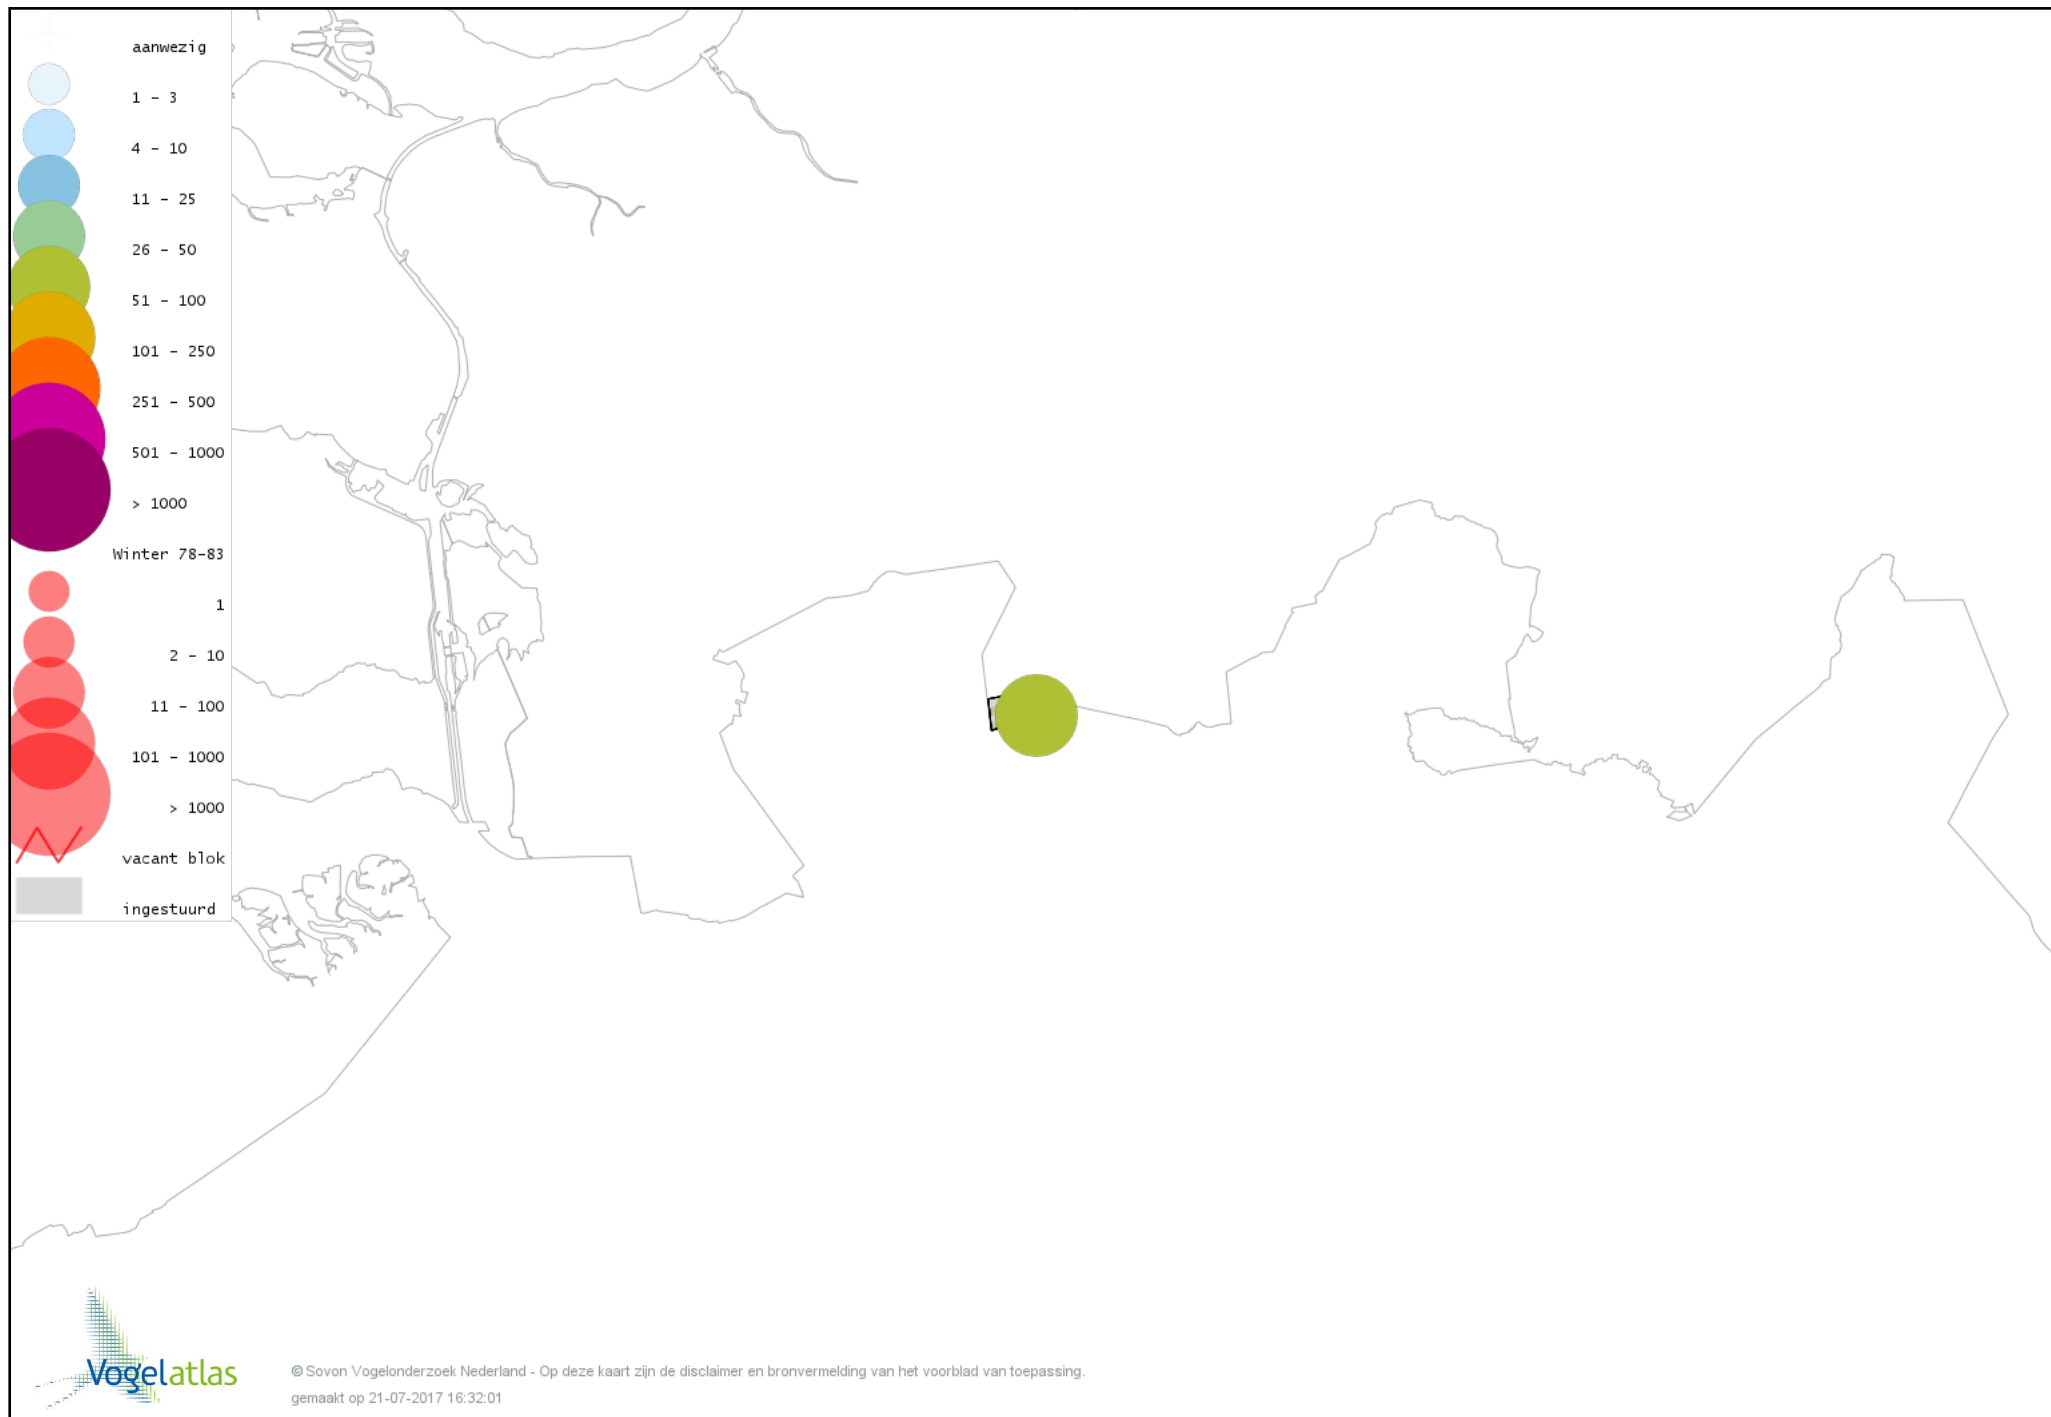 aanwezig
1 - 3
4 - 10
11 - 25
26 - 50
51 - 100
101 - 250
251 - 500
501 - 1000
> 1000
Winter 78-83
1
2 - 10
11 - 100
101 - 1000
> 1000
vacant blok
ingestuurd
Vogelatlas
© Sovon Vogelonderzoek Nederland - Op deze kaart zijn de disclaimer en bronvermelding van het voorblad van toepassing.
gemaakt op 21-07-2017 16:32:01